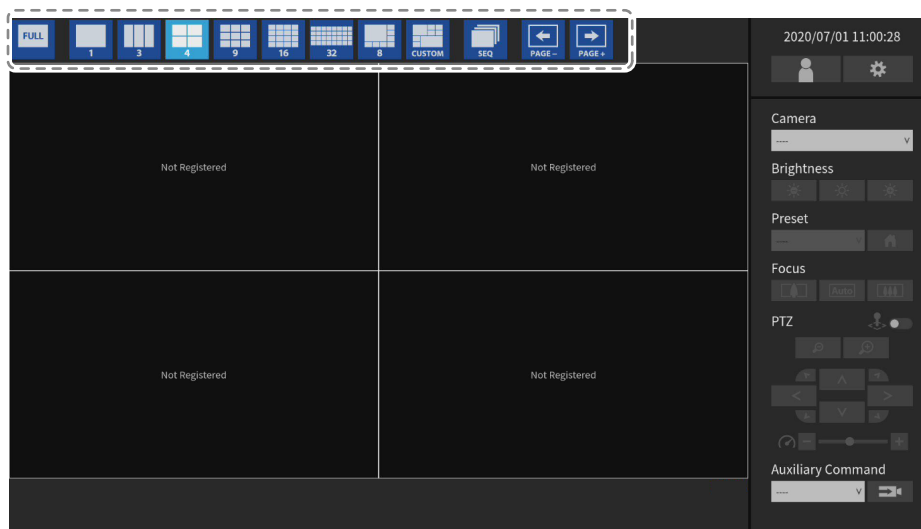 FULL
1
3
4
9
16
32
8
CUSTOM
SEQ
PAGE –
PAGE +
2020/07/01 11:00:28
Not Registered
Not Registered
Not Registered
Not Registered
Camera
----
Brightness
Preset
----
Focus
Auto
PTZ
Auxiliary Command
----